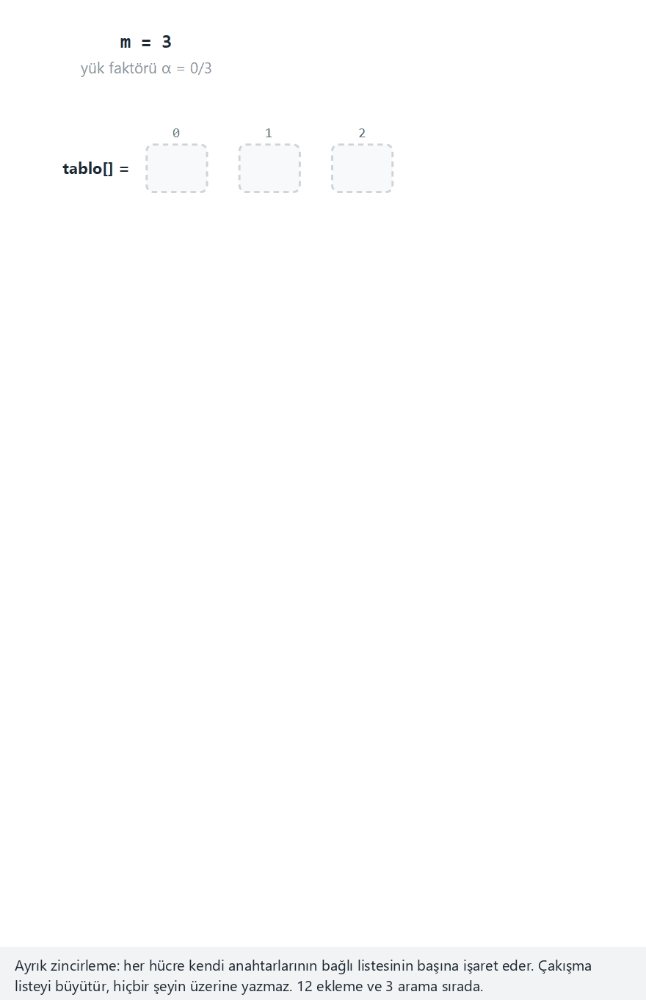 m = 3
yük faktörü α = 0/3
0 1 2
tablo[] =
Ayrık zincirleme: her hücre kendi anahtarlarının bağlı listesinin başına işaret eder. Çakışma
listeyi büyütür, hiçbir şeyin üzerine yazmaz. 12 ekleme ve 3 arama sırada.